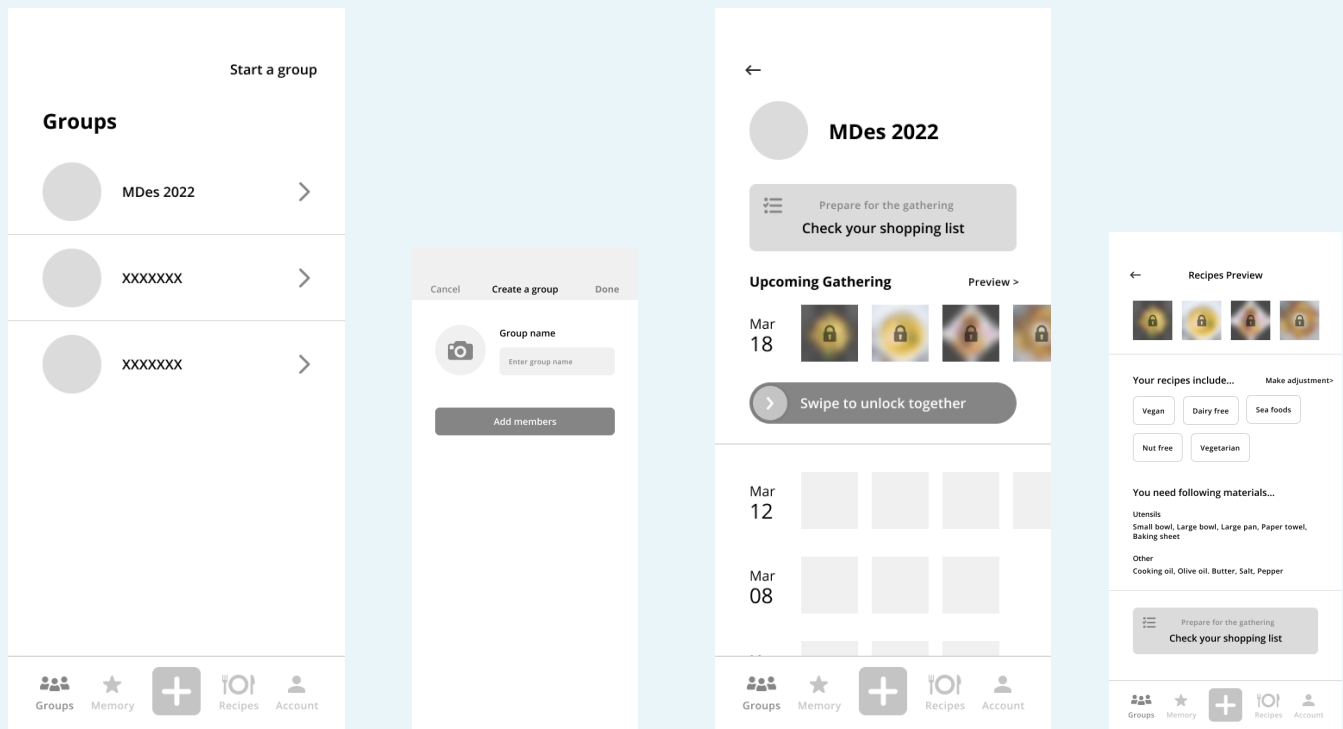 Start a group
Groups
MDes 2022
XXXXXXX
XXXXXXX
Groups
Memory
Recipes
Account
Cancel
Create a group
Done
Group name
Enter group name
Add members
MDes 2022
Prepare for the gathering
Check your shopping list
Upcoming Gathering
Preview >
Mar
18
Swipe to unlock together
Mar
12
Mar
08
Groups
Memory
Recipes
Account
Recipes Preview
Your recipes include...
Make adjustment>
Vegan
Dairy free
Sea foods
Nut free
Vegetarian
You need following materials...
Utensils
Small bowl, Large bowl, Large pan, Paper towel,
Baking sheet
Other
Cooking oil, Olive oil. Butter, Salt, Pepper
Prepare for the gathering
Check your shopping list
Groups
Memory
Recipes
Account